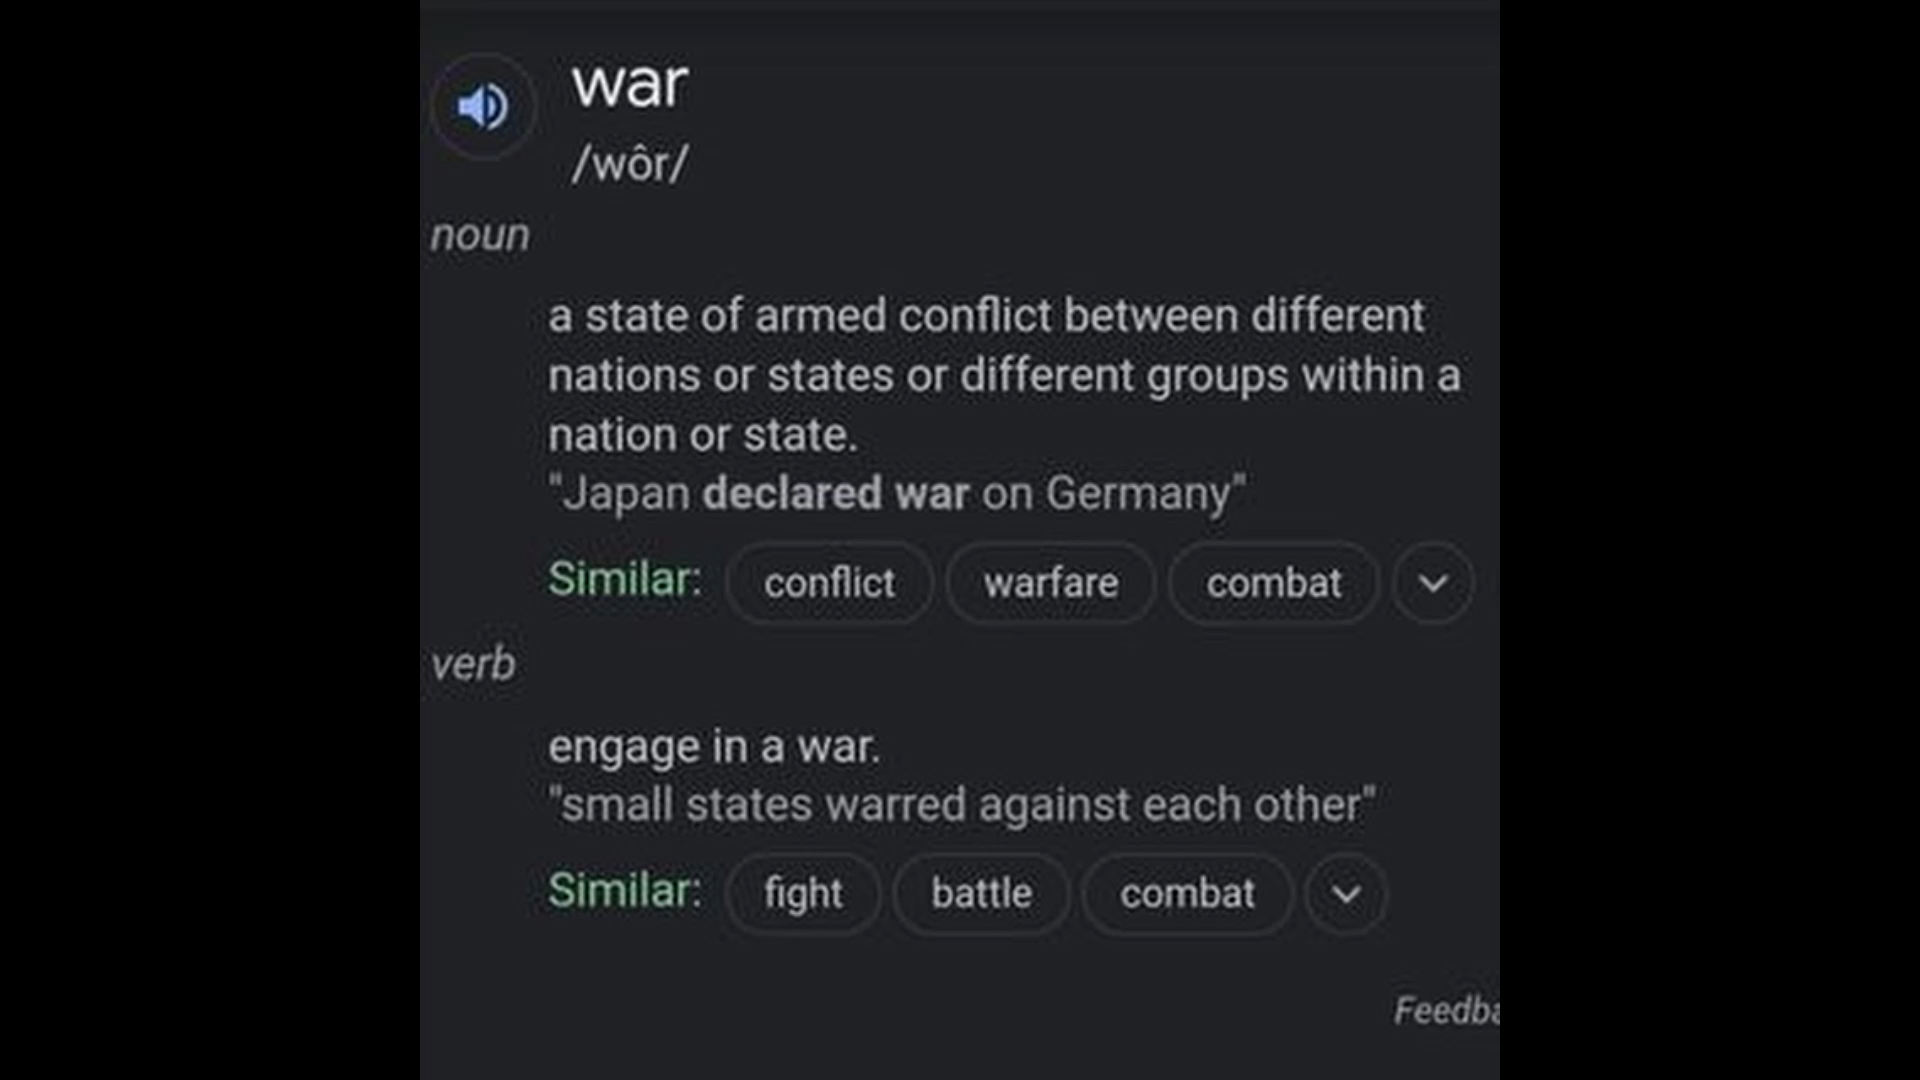 war
/wôr/
noun
a state of armed conflict between different
nations or states or different groups within a
nation or state.
"Japan declared war on Germany"
Similar: conflict warfare combat
verb
engage in a war.
"small states warred against each other"
Similar: fight battle combat
Feedba